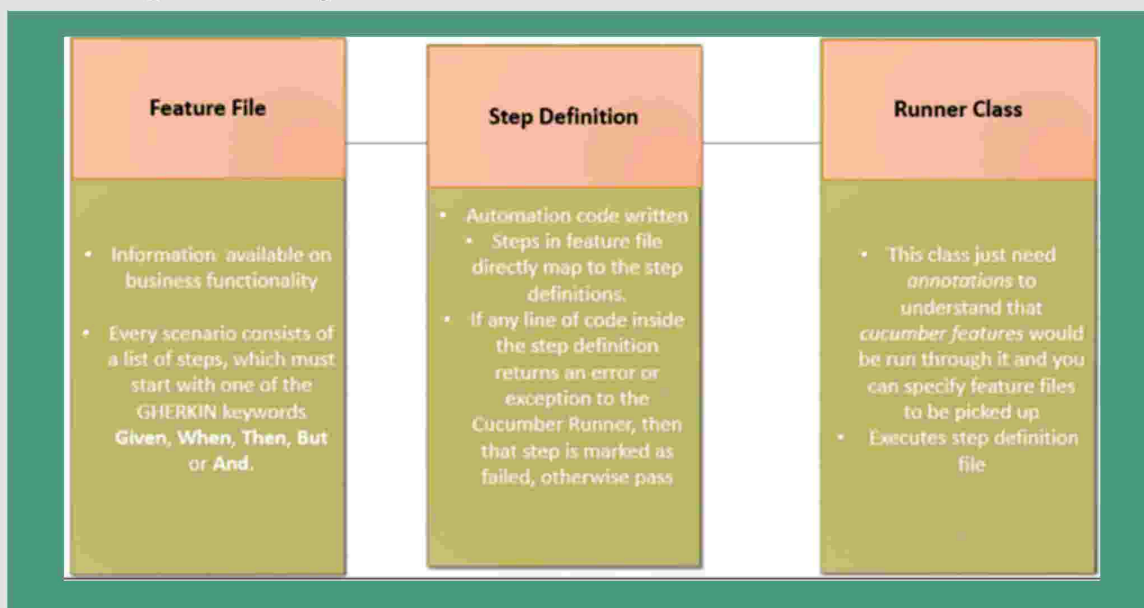 Feature File
• Information available on
business functionality
• Every scenario consists of
a list of steps, which must
start with one of the
GHERKIN keywords
Given, When, Then, But
or And.
Step Definition
• Automation code written
• Steps in feature file
directly map to the step
definitions.
• If any line of code inside
the step definition
returns an error or
exception to the
Cucumber Runner, then
that step is marked as
failed, otherwise pass
Runner Class
• This class just need
annotations to
understand that
cucumber features would
be run through it and you
can specify feature files
to be picked up
• Executes step definition
file